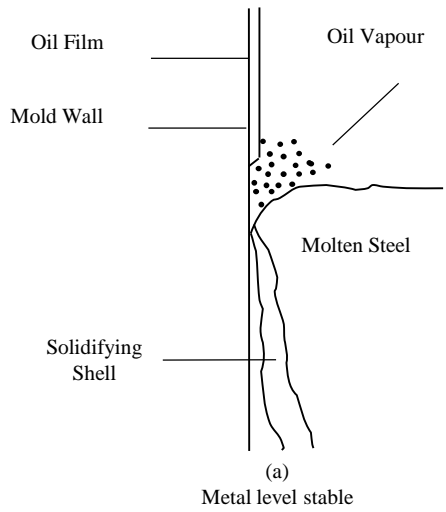 Oil Film
Oil Vapour
Mold Wall
Molten Steel
Solidifying
Shell
(a)
Metal level stable